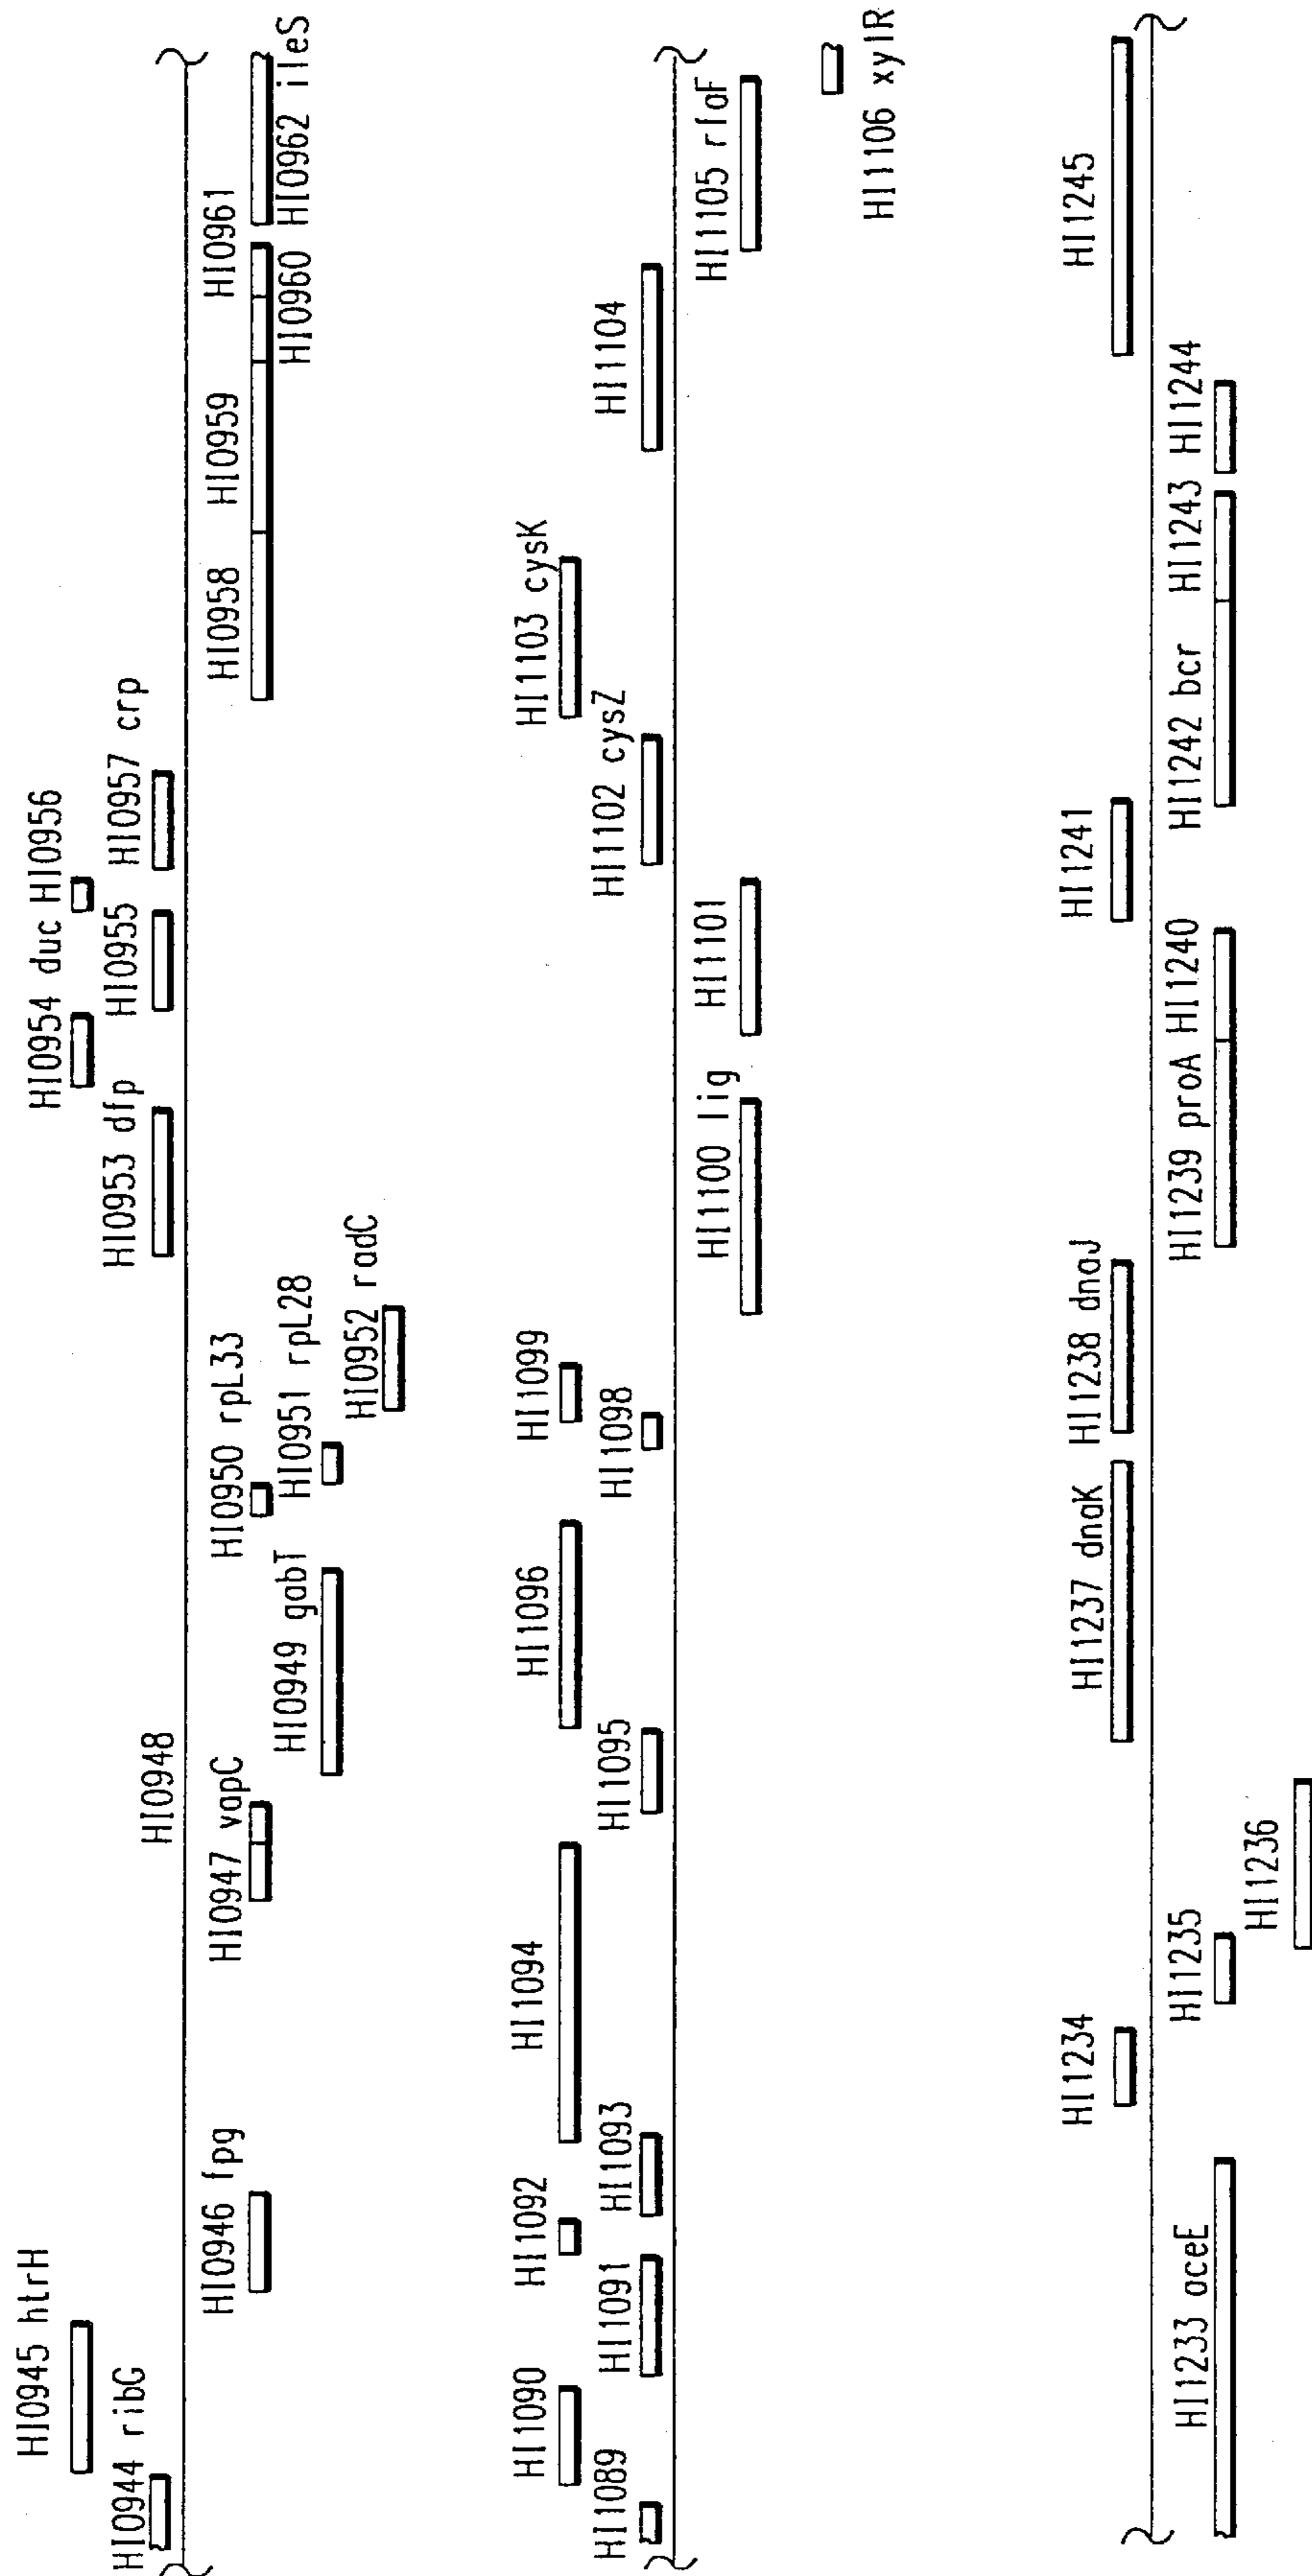 HI0944 ribG
HI0945 htrH
HI0946 fpg
HI0947 vapC
HI0948
HI0949 gabT
HI0950 rpL33
HI0951 rpL28
HI0952 radC
HI0953 dfp
HI0954 duc
HI0955
HI0956
HI0957 crp
HI0958
HI0959
HI0960
HI0961
HI0962 ileS
HI1089
HI1090
HI1091
HI1092
HI1093
HI1094
HI1095
HI1096
HI1098
HI1099
HI1100 lig
HI1101
HI1102 cysZ
HI1103 cysK
HI1104
HI1105 rfaF
HI1106 xylR
HI1233 aceE
HI1234
HI1235
HI1236
HI1237 dnaK
HI1238 dnaJ
HI1239 proA
HI1240
HI1241
HI1242 bcr
HI1243
HI1244
HI1245